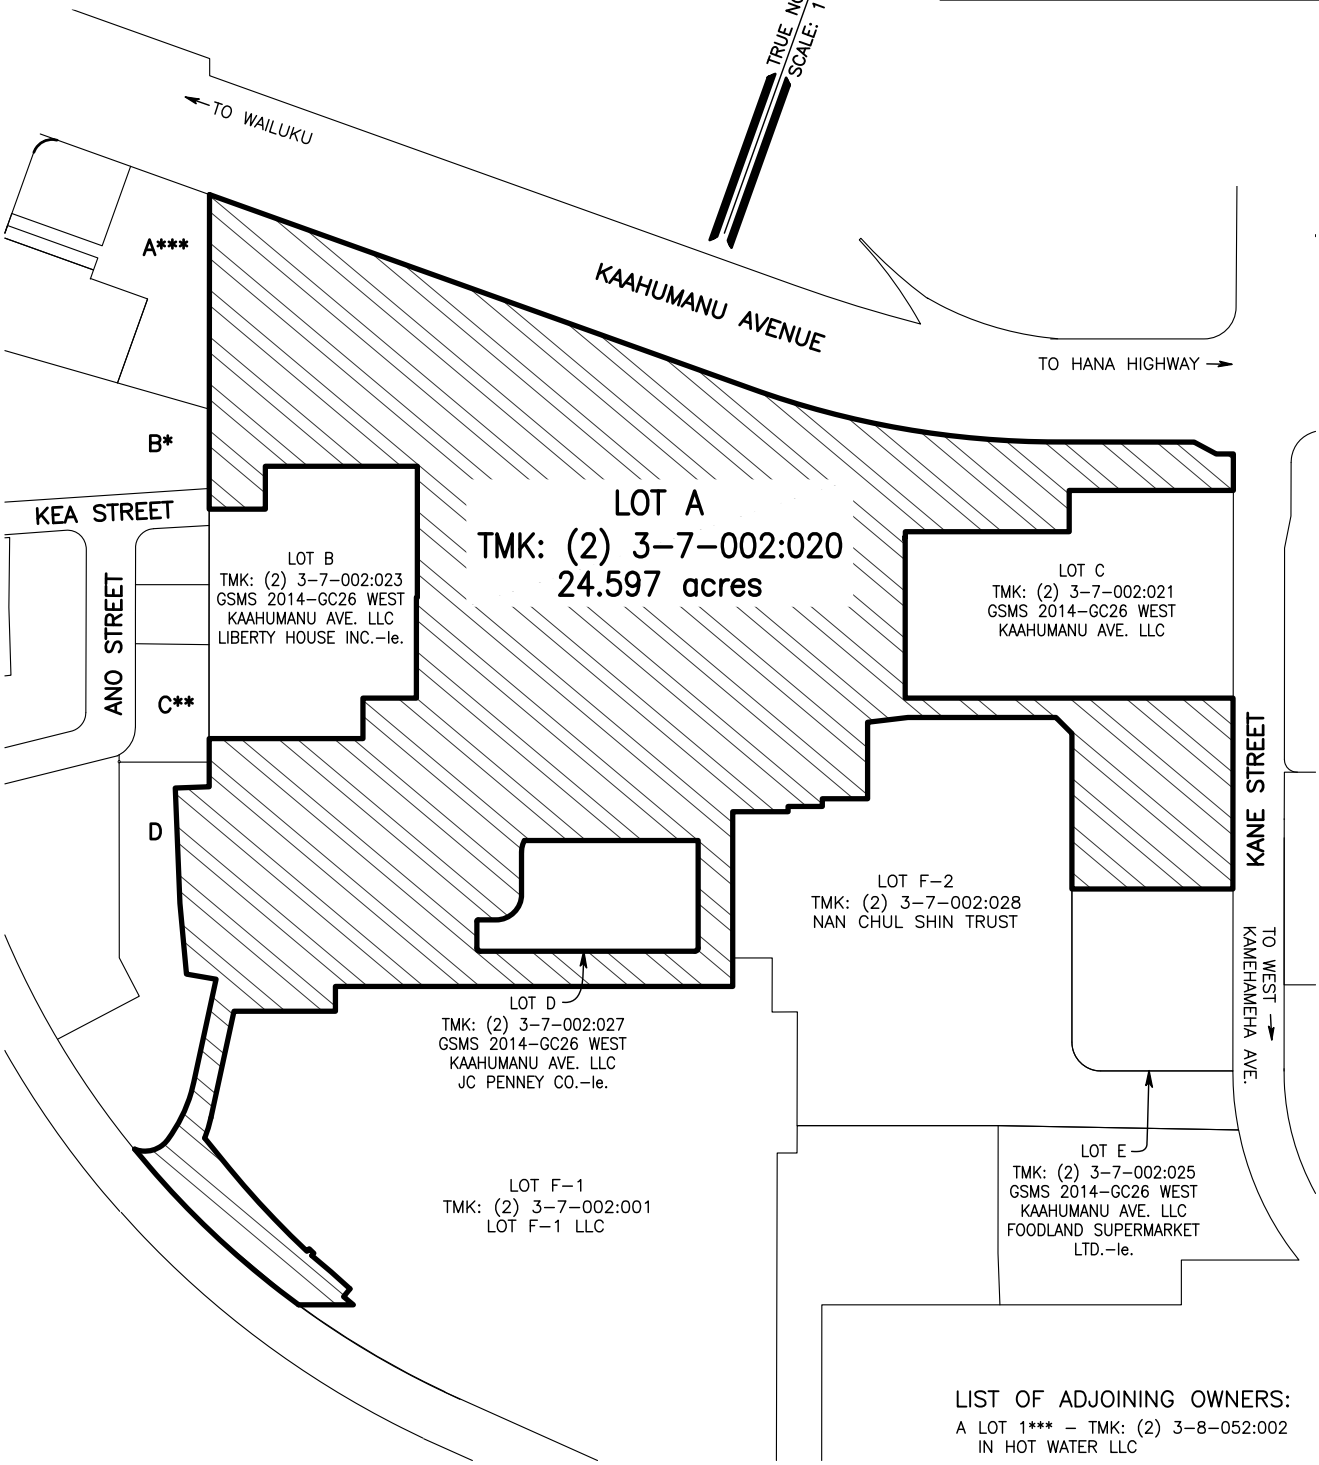 TRUE
SCALE: 1
TO WAILUKU
KAAHUMANU AVENUE
TO HANA HIGHWAY
A***
B*
KEA STREET
ANO STREET
C**
D
LOT A
TMK: (2) 3-7-002:020
24.597 acres
LOT B
TMK: (2) 3-7-002:023
GSMS 2014-GC26 WEST
KAAHUMANU AVE. LLC
LIBERTY HOUSE INC.-le.
LOT C
TMK: (2) 3-7-002:021
GSMS 2014-GC26 WEST
KAAHUMANU AVE. LLC
KANE STREET
TO WEST
KAMEHAMEHA AVE.
LOT F-2
TMK: (2) 3-7-002:028
NAN CHUL SHIN TRUST
LOT D
TMK: (2) 3-7-002:027
GSMS 2014-GC26 WEST
KAAHUMANU AVE. LLC
JC PENNEY CO.-le.
LOT E
TMK: (2) 3-7-002:025
GSMS 2014-GC26 WEST
KAAHUMANU AVE. LLC
FOODLAND SUPERMARKET
LTD.-le.
LOT F-1
TMK: (2) 3-7-002:001
LOT F-1 LLC
LIST OF ADJOINING OWNERS:
A LOT 1*** - TMK: (2) 3-8-052:002
IN HOT WATER LLC